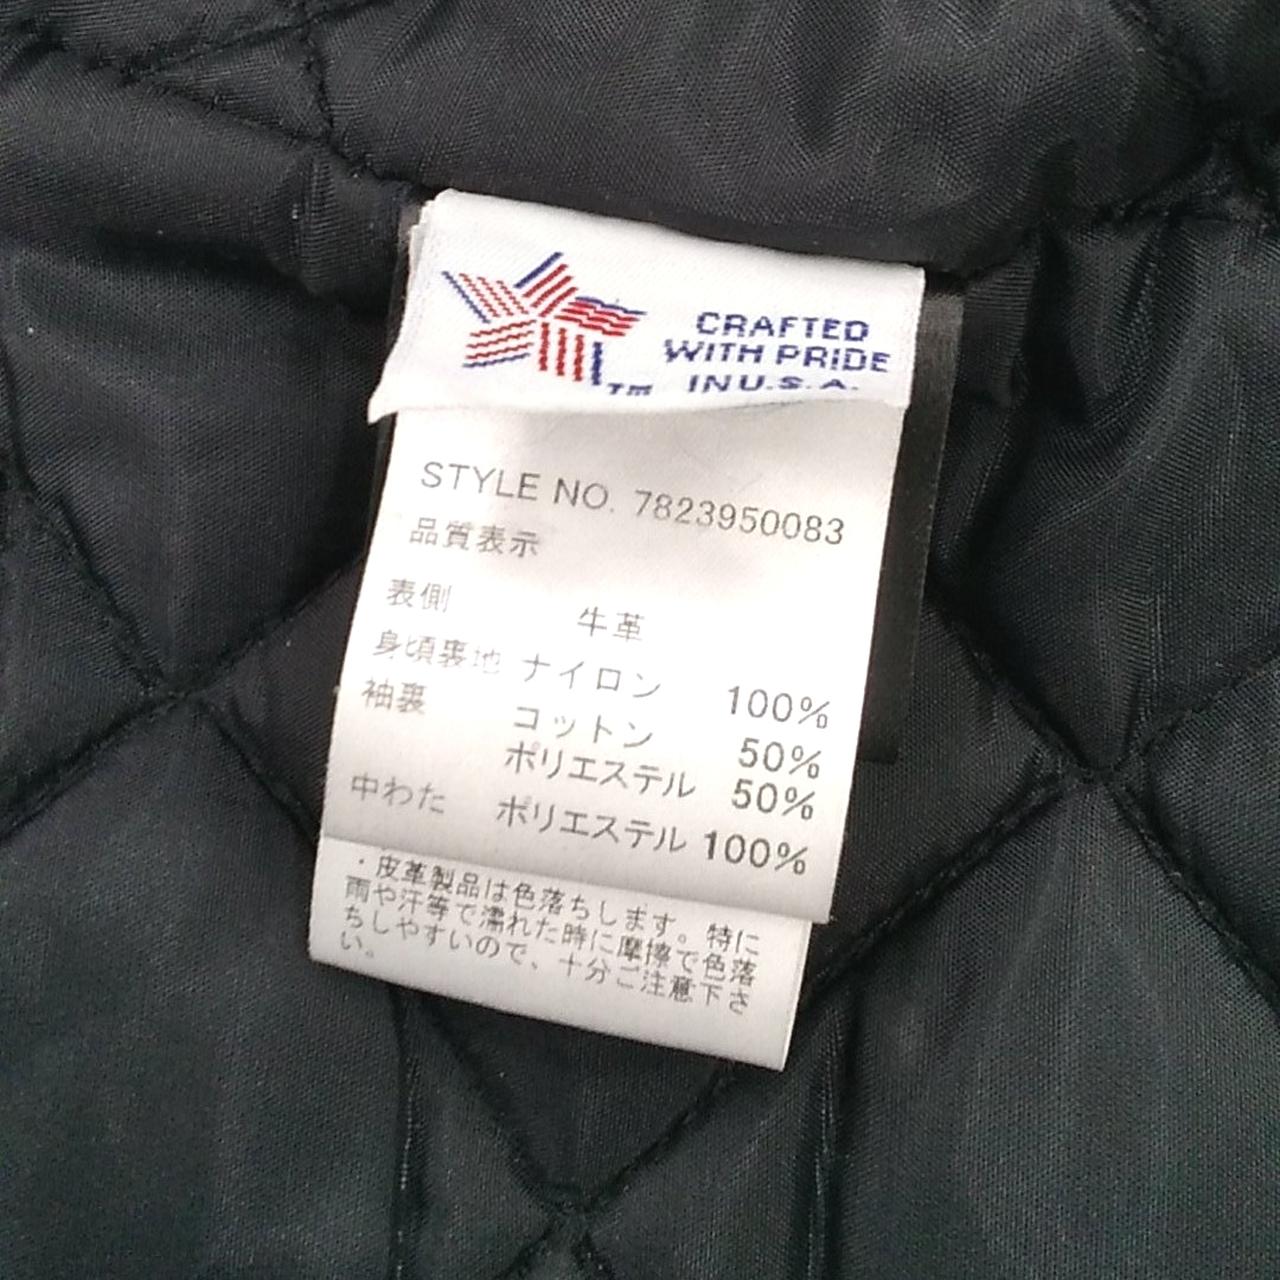 CRAFTED
WITH PRIDE
IN U.S.A.
TM
STYLE NO. 7823950083
品質表示
表側 牛革
身頃裏地 ナイロン 100%
袖裏 コットン 50%
ポリエステル 50%
中わた ポリエステル 100%
・皮革製品は色落ちします。特に
雨や汗等で濡れた時に摩擦で色落
ちしやすいので、十分ご注意下さ
い。